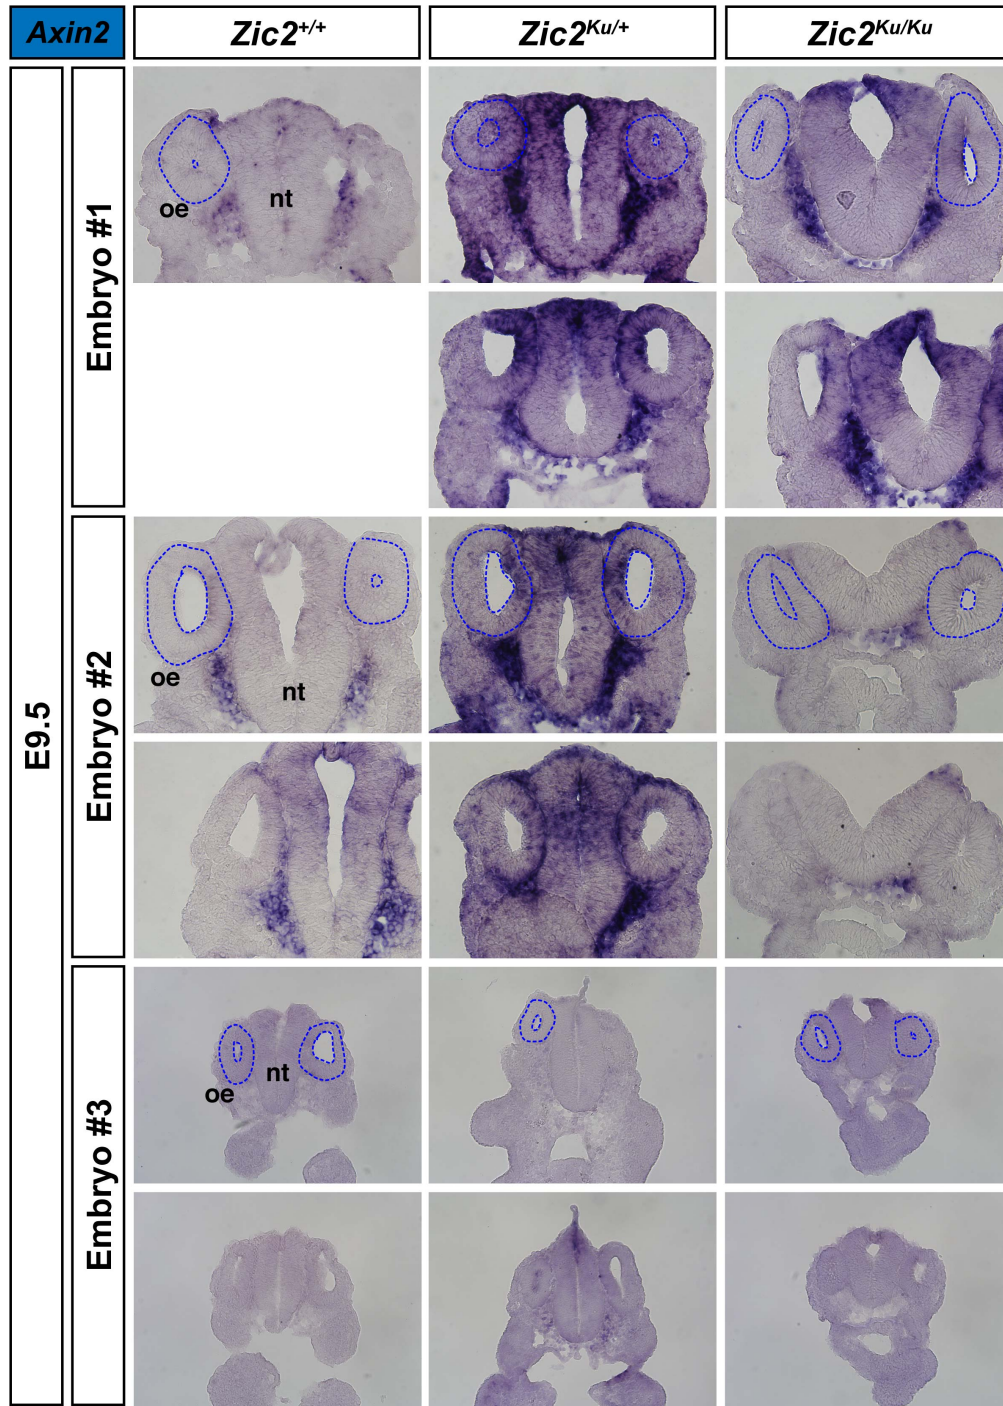 Axin2
Zic2+/+
Zic2Ku/+
Zic2Ku/Ku
E9.5
Embryo #1
oe
nt
Embryo #2
oe
nt
Embryo #3
oe
nt